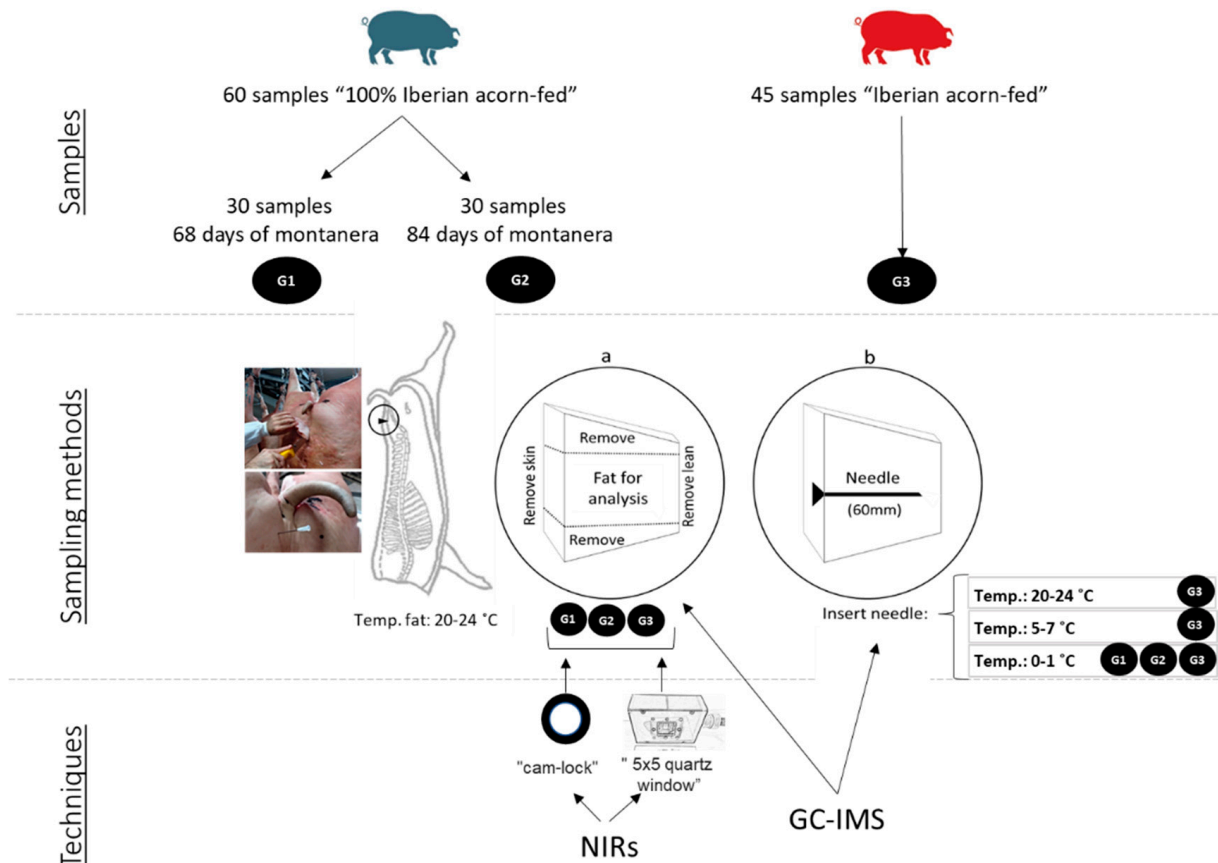 Samples
60 samples “100% Iberian acorn-fed”
45 samples “Iberian acorn-fed”
30 samples
68 days of montanera
30 samples
84 days of montanera
G1
G2
G3
Sampling methods
Temp. fat: 20-24 ˚C
a
Remove skin
Remove
Fat for
analysis
Remove
Remove lean
G1 G2 G3
b
Needle
(60mm)
Insert needle:
Temp.: 20-24 ˚C G3
Temp.: 5-7 ˚C G3
Temp.: 0-1 ˚C G1 G2 G3
Techniques
"cam-lock"
" 5x5 quartz
window”
NIRs
GC-IMS